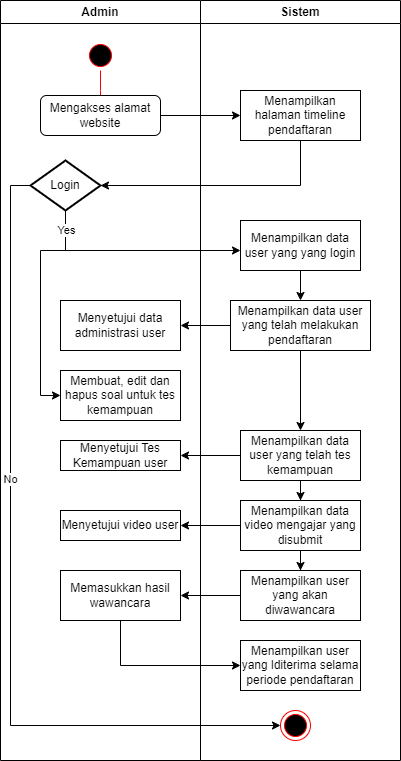 Admin
Sistem
Mengakses alamat
website
Menampilkan
halaman timeline
pendaftaran
Login
Yes
Menampilkan data
user yang yang login
Menampilkan data user
yang telah melakukan
pendaftaran
Menyetujui data
administrasi user
Membuat, edit dan
hapus soal untuk tes
kemampuan
Menampilkan data
user yang telah tes
kemampuan
Menyetujui Tes
Kemampuan user
No
Menampilkan data
video mengajar yang
disubmit
Menyetujui video user
Menampilkan user
yang akan
diwawancara
Memasukkan hasil
wawancara
Menampilkan user
yang lditerima selama
periode pendaftaran